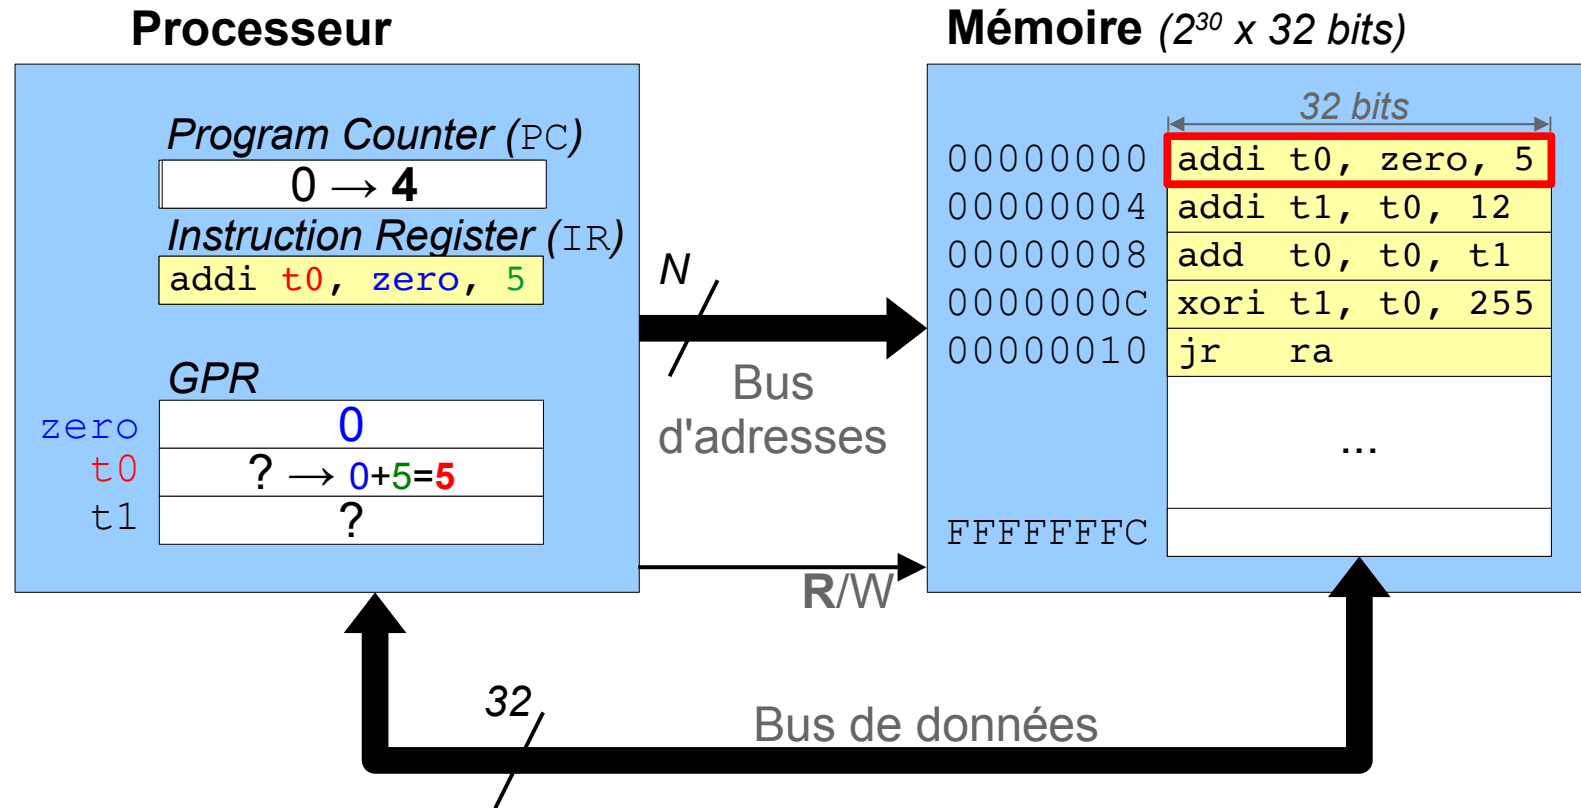 Processeur
Mémoire (2³⁰ x 32 bits)
32 bits
Program Counter (PC)
0 → 4
Instruction Register (IR)
addi t0, zero, 5
GPR
zero 0
t0 ? → 0+5=5
t1 ?
N
Bus
d'adresses
R/W
00000000 addi t0, zero, 5
00000004 addi t1, t0, 12
00000008 add t0, t0, t1
0000000C xori t1, t0, 255
00000010 jr ra
...
FFFFFFFC
32
Bus de données